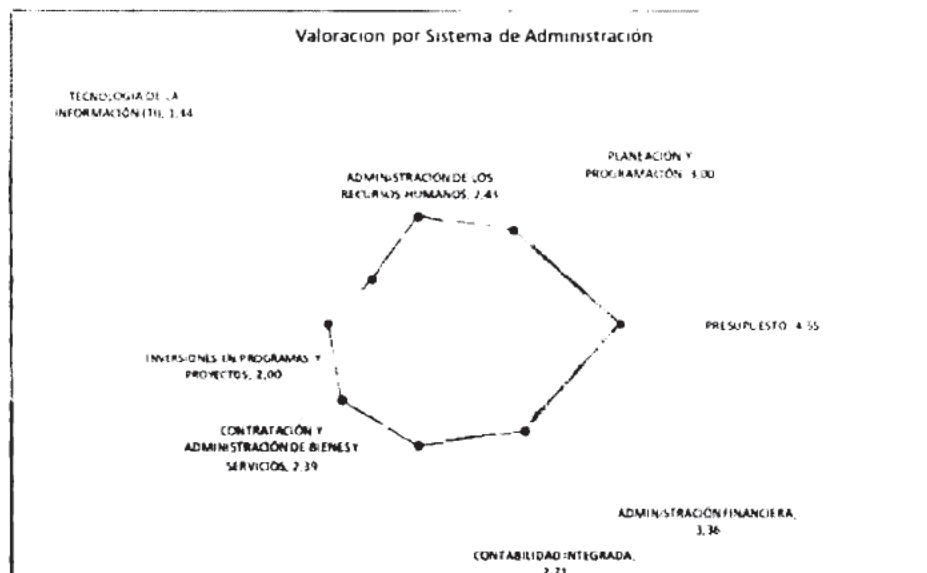 Valoracion por Sistema de Administración
TECNOLOGIA DE LA
INFORMACIÓN (TI), 1,44
PLANEACIÓN Y
PROGRAMACIÓN, 3,00
ADMINISTRACIÓN DE LOS
RECURSOS HUMANOS, 2,43
PRESUPUESTO, 4,55
INVERSIONES EN PROGRAMAS Y
PROYECTOS, 2,00
CONTRATACIÓN Y
ADMINISTRACIÓN DE BIENES Y
SERVICIOS, 2,39
ADMINISTRACIÓN FINANCIERA,
3,36
CONTABILIDAD INTEGRADA,
2,71